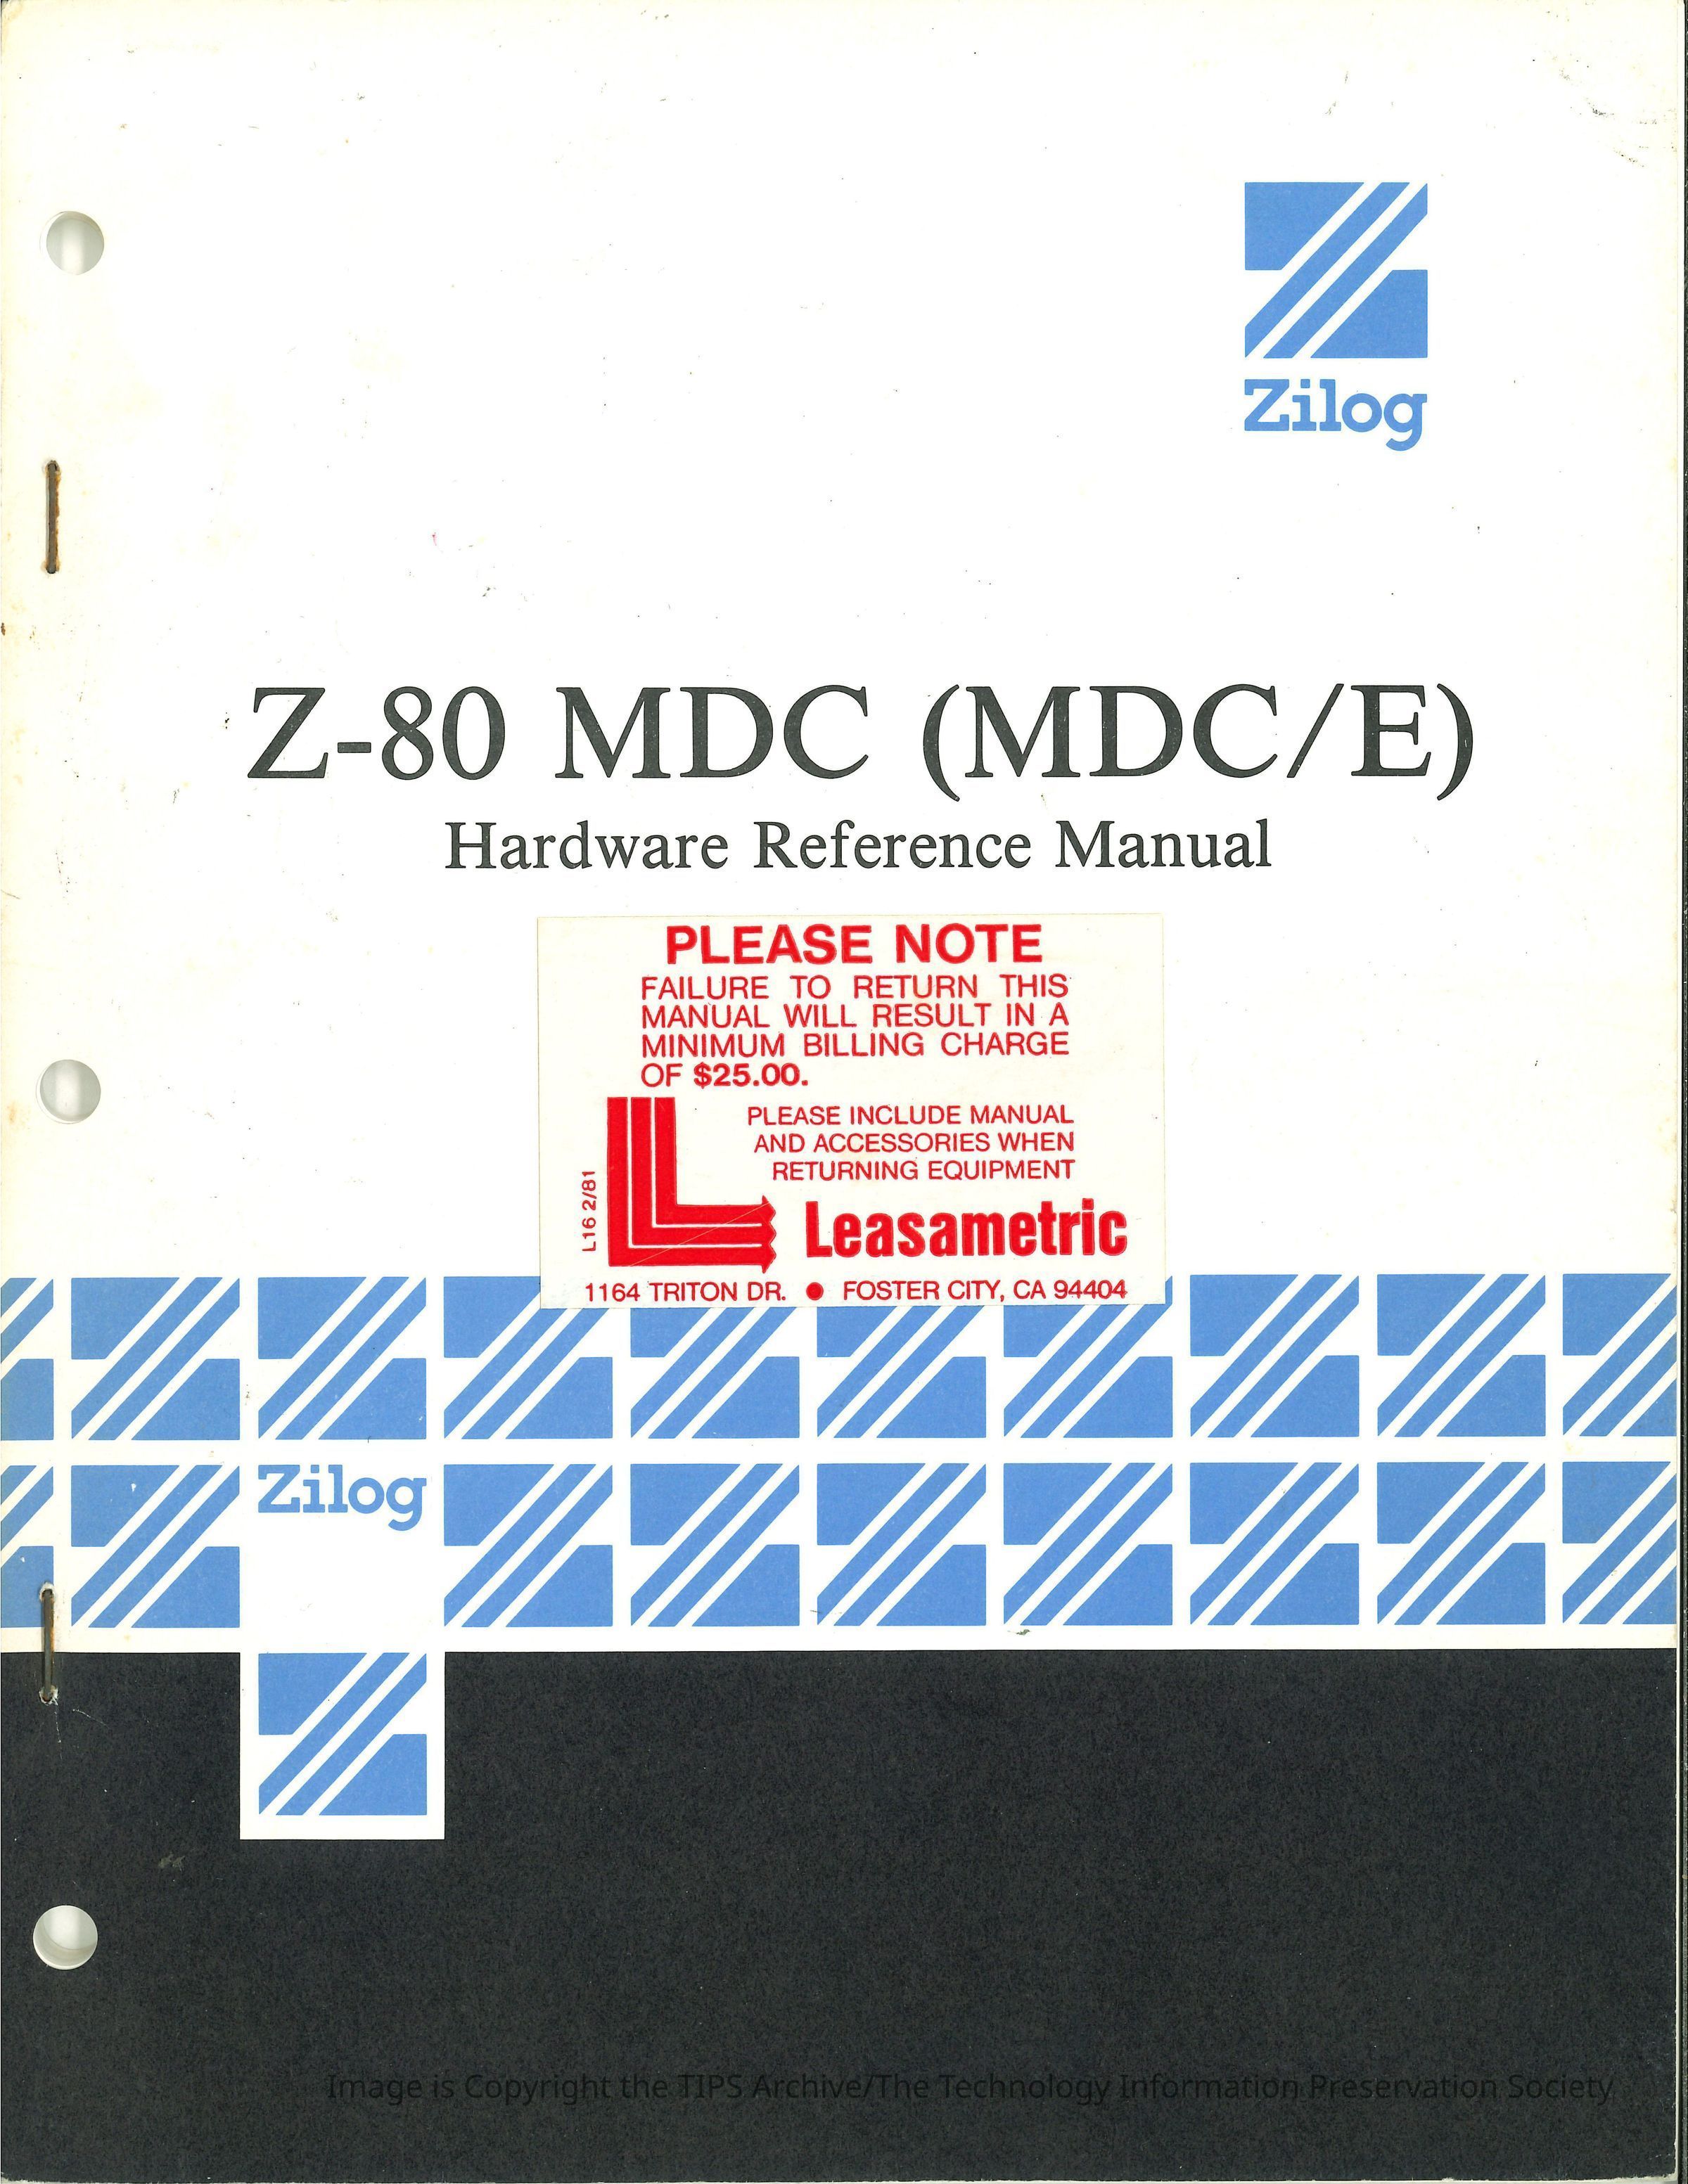 Zilog
Z-80 MDC (MDC/E)
Hardware Reference Manual
PLEASE NOTE
FAILURE TO RETURN THIS
MANUAL WILL RESULT IN A
MINIMUM BILLING CHARGE
OF $25.00.
PLEASE INCLUDE MANUAL
AND ACCESSORIES WHEN
RETURNING EQUIPMENT
L16 2/81
Leasametric
1164 TRITON DR. ● FOSTER CITY, CA 94404
Zilog
Image is Copyright the TIPS Archive/The Technology Information Preservation Society